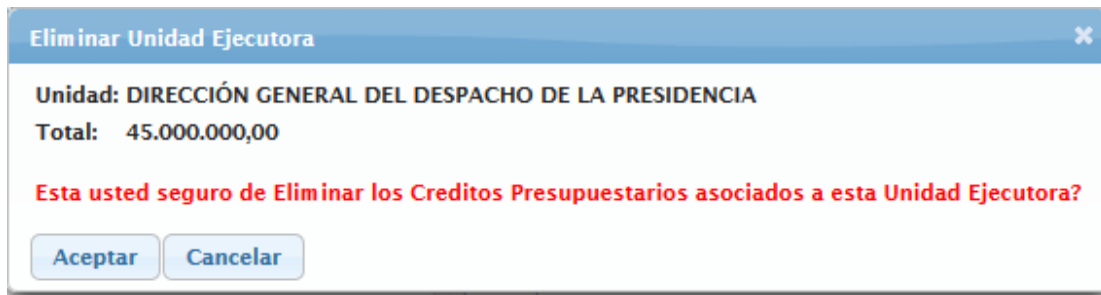 Eliminar Unidad Ejecutora
Unidad: DIRECCIÓN GENERAL DEL DESPACHO DE LA PRESIDENCIA
Total: 45.000.000,00
Esta usted seguro de Eliminar los Creditos Presupuestarios asociados a esta Unidad Ejecutora?
Aceptar Cancelar